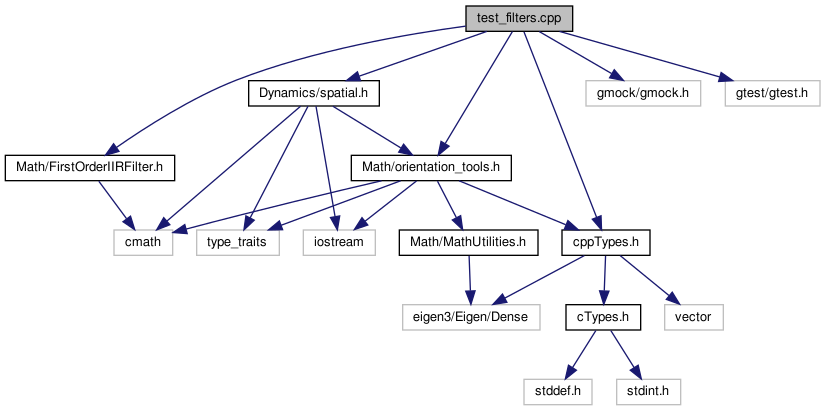 test_filters.cpp
Dynamics/spatial.h
gmock/gmock.h
gtest/gtest.h
Math/FirstOrderIIRFilter.h
Math/orientation_tools.h
cmath
type_traits
iostream
Math/MathUtilities.h
cppTypes.h
eigen3/Eigen/Dense
cTypes.h
vector
stddef.h
stdint.h